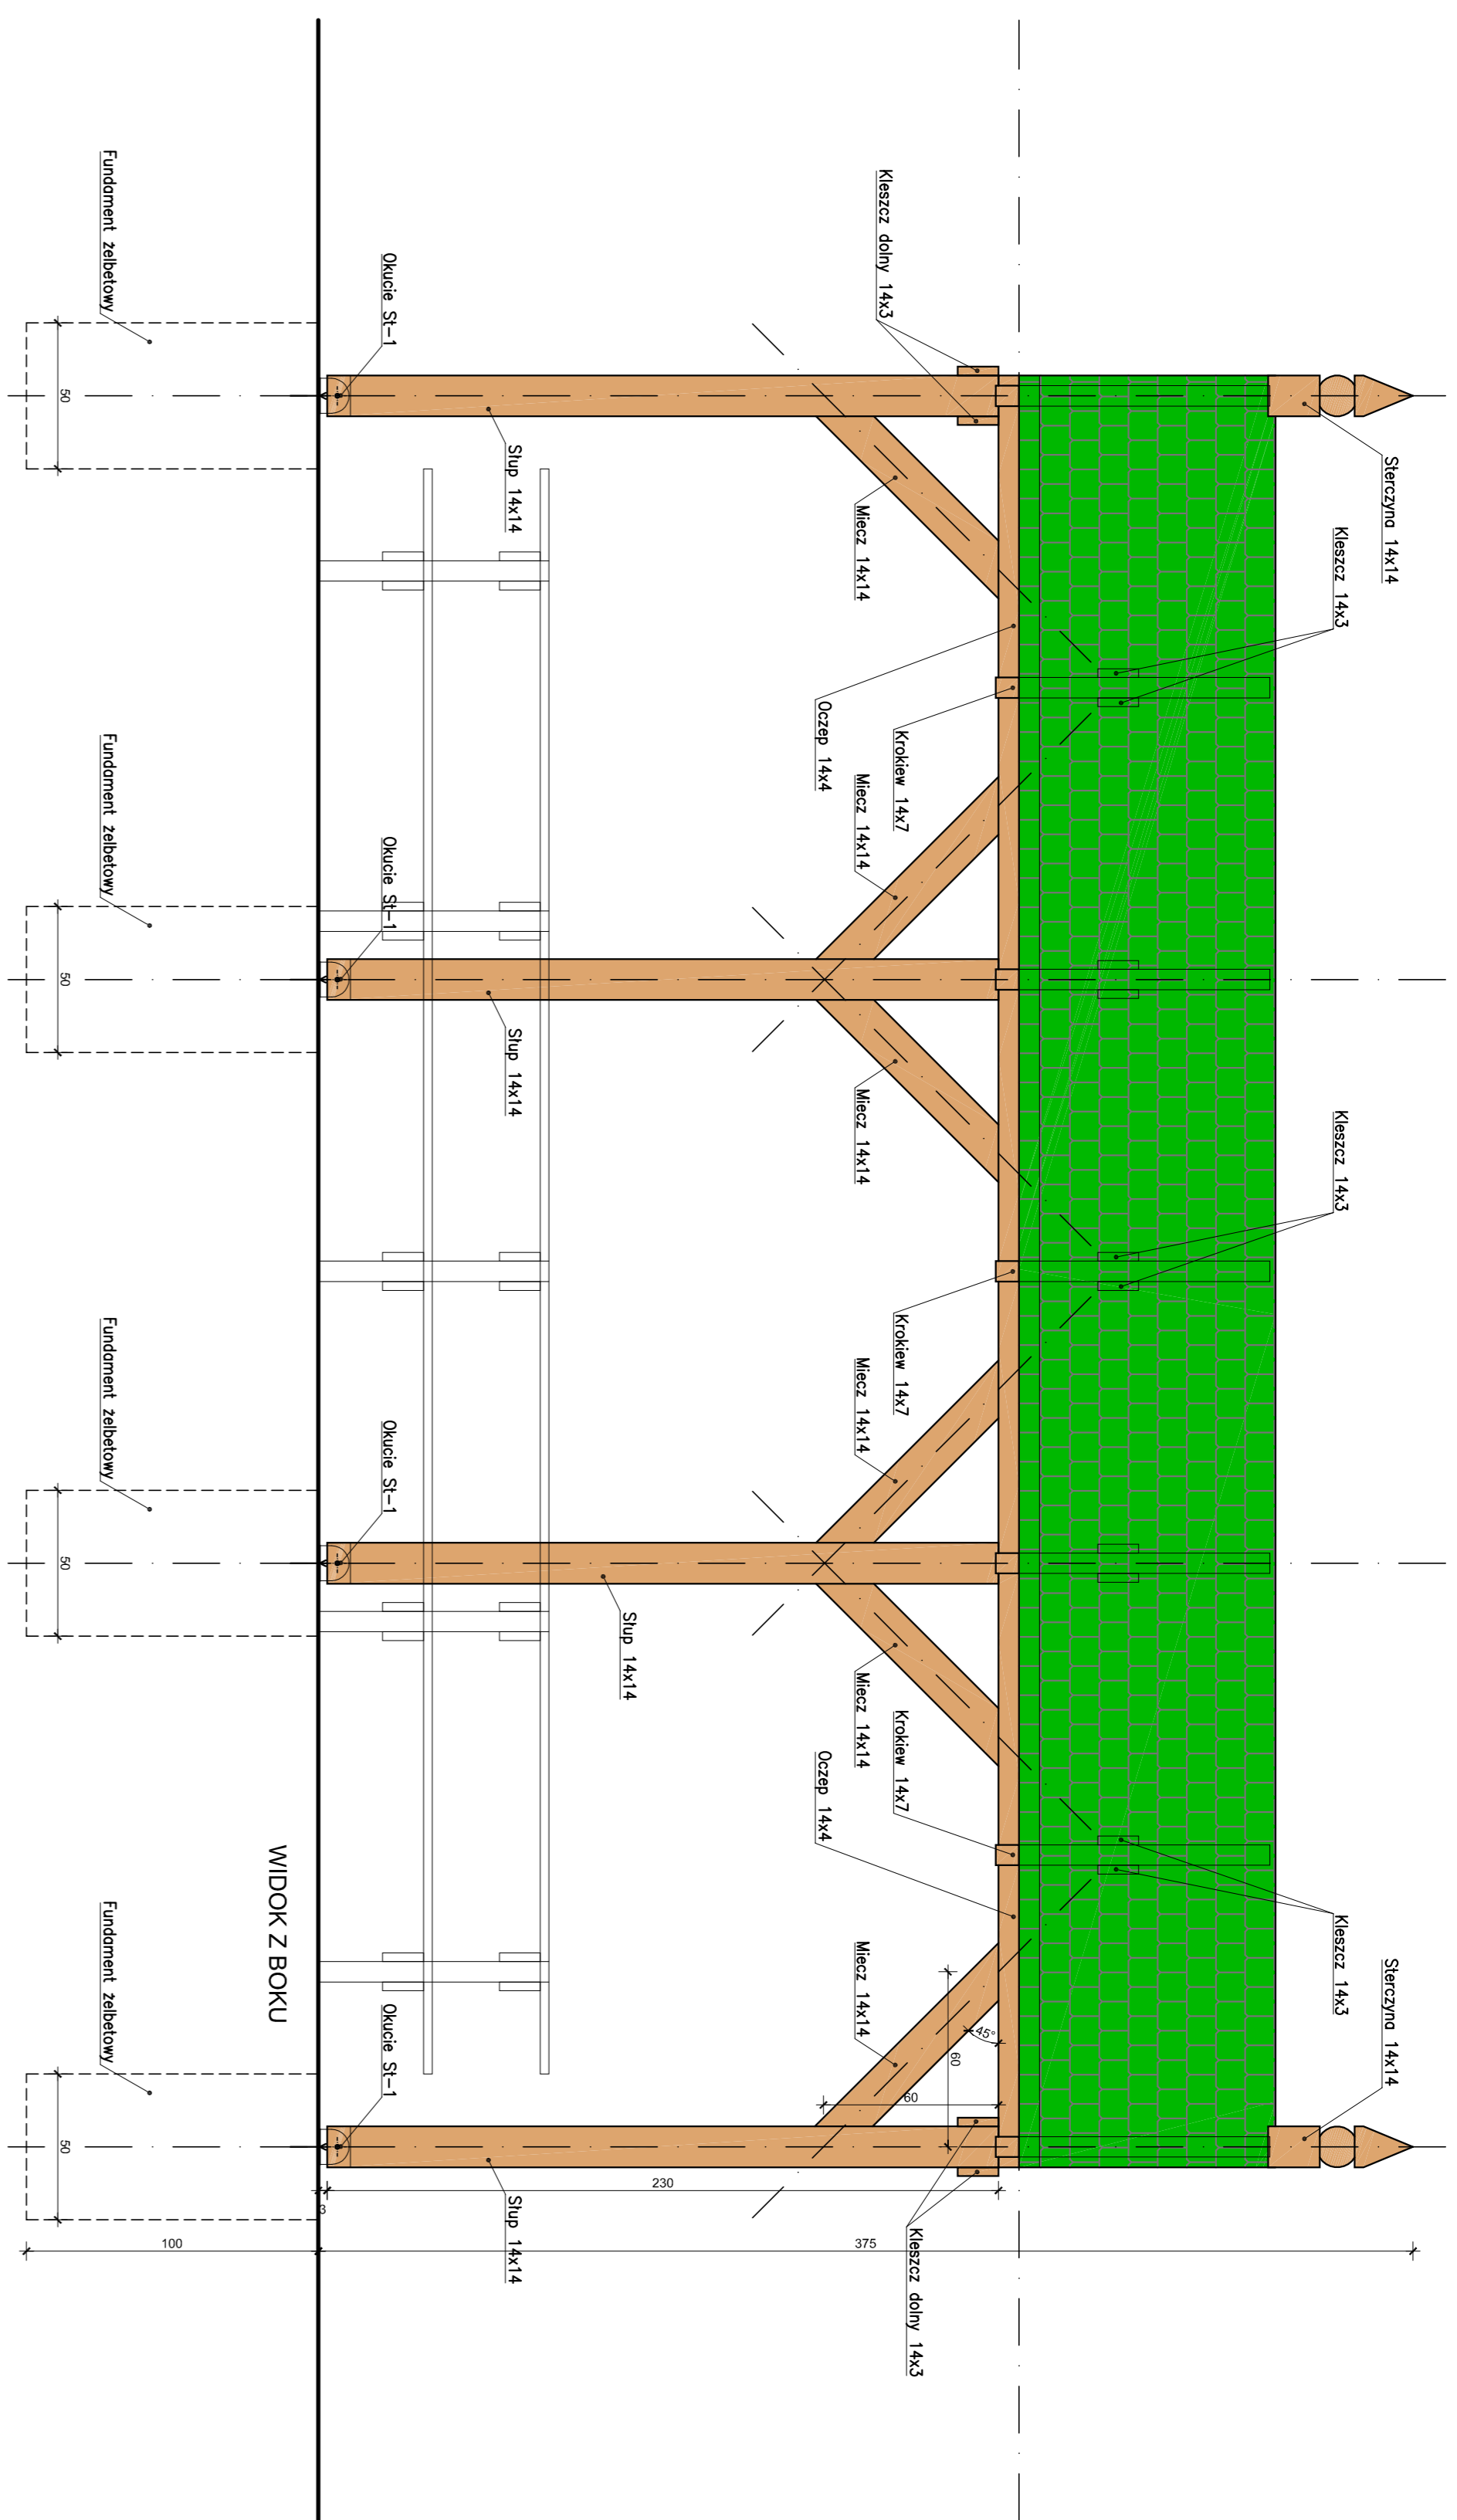 Sterczyna 14x14
Sterczyna 14x14
Kleszcz 14x3
Kleszcz 14x3
Kleszcz 14x3
45°
60
60
Kleszcz dolny 14x3
Kleszcz dolny 14x3
Krokiew 14x7
Krokiew 14x7
Krokiew 14x7
375
Miecz 14x14
Miecz 14x14
Miecz 14x14
Miecz 14x14
Miecz 14x14
Miecz 14x14
Oczep 14x4
Oczep 14x4
230
Słup 14x14
Słup 14x14
Słup 14x14
Słup 14x14
Okucie St-1
Okucie St-1
Okucie St-1
Okucie St-1
3
WIDOK Z BOKU
100
Fundament żelbetowy
Fundament żelbetowy
Fundament żelbetowy
Fundament żelbetowy
50
50
50
50